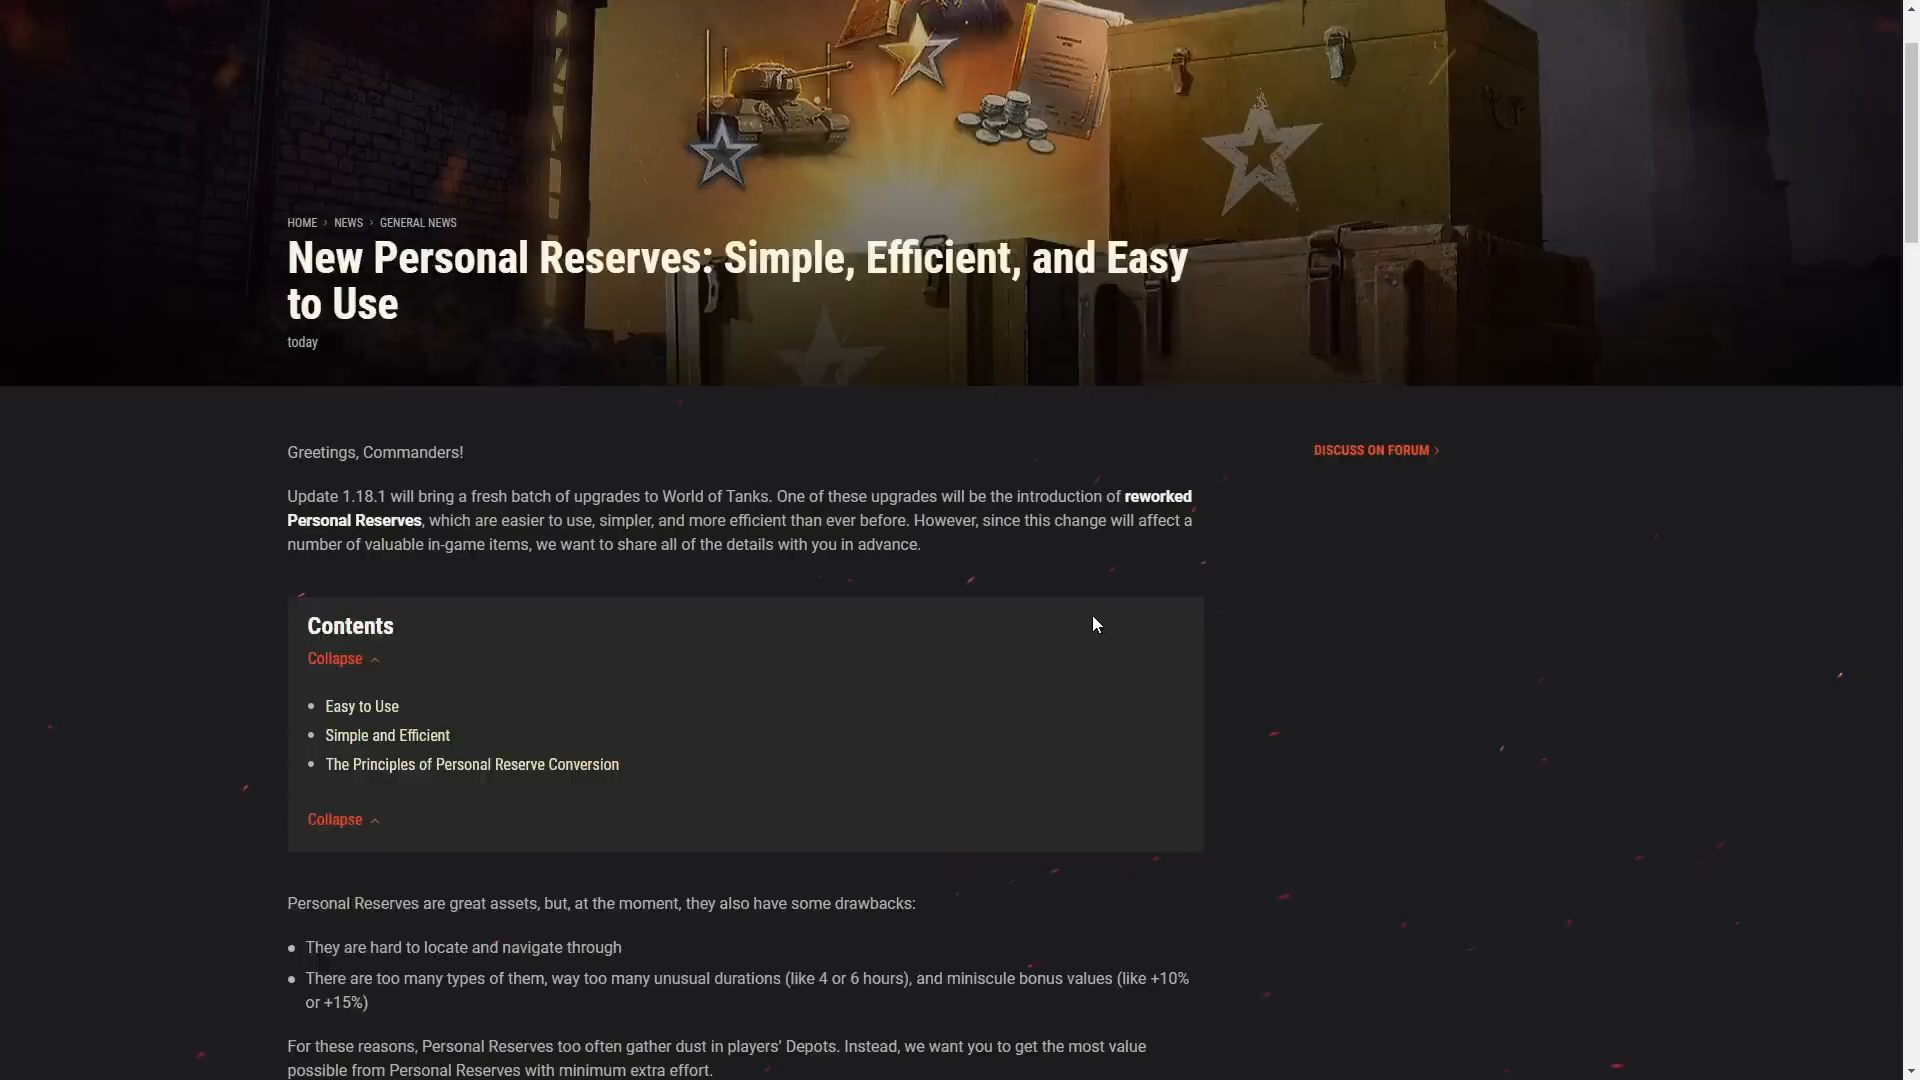 HOME > NEWS > GENERAL NEWS
New Personal Reserves: Simple, Efficient, and Easy
to Use
today
Greetings, Commanders!
DISCUSS ON FORUM >
Update 1.18.1 will bring a fresh batch of upgrades to World of Tanks. One of these upgrades will be the introduction of reworked
Personal Reserves, which are easier to use, simpler, and more efficient than ever before. However, since this change will affect a
number of valuable in-game items, we want to share all of the details with you in advance.
Contents
Collapse
• Easy to Use
• Simple and Efficient
• The Principles of Personal Reserve Conversion
Collapse
Personal Reserves are great assets, but, at the moment, they also have some drawbacks:
• They are hard to locate and navigate through
• There are too many types of them, way too many unusual durations (like 4 or 6 hours), and miniscule bonus values (like +10%
or +15%)
For these reasons, Personal Reserves too often gather dust in players’ Depots. Instead, we want you to get the most value
possible from Personal Reserves with minimum extra effort.